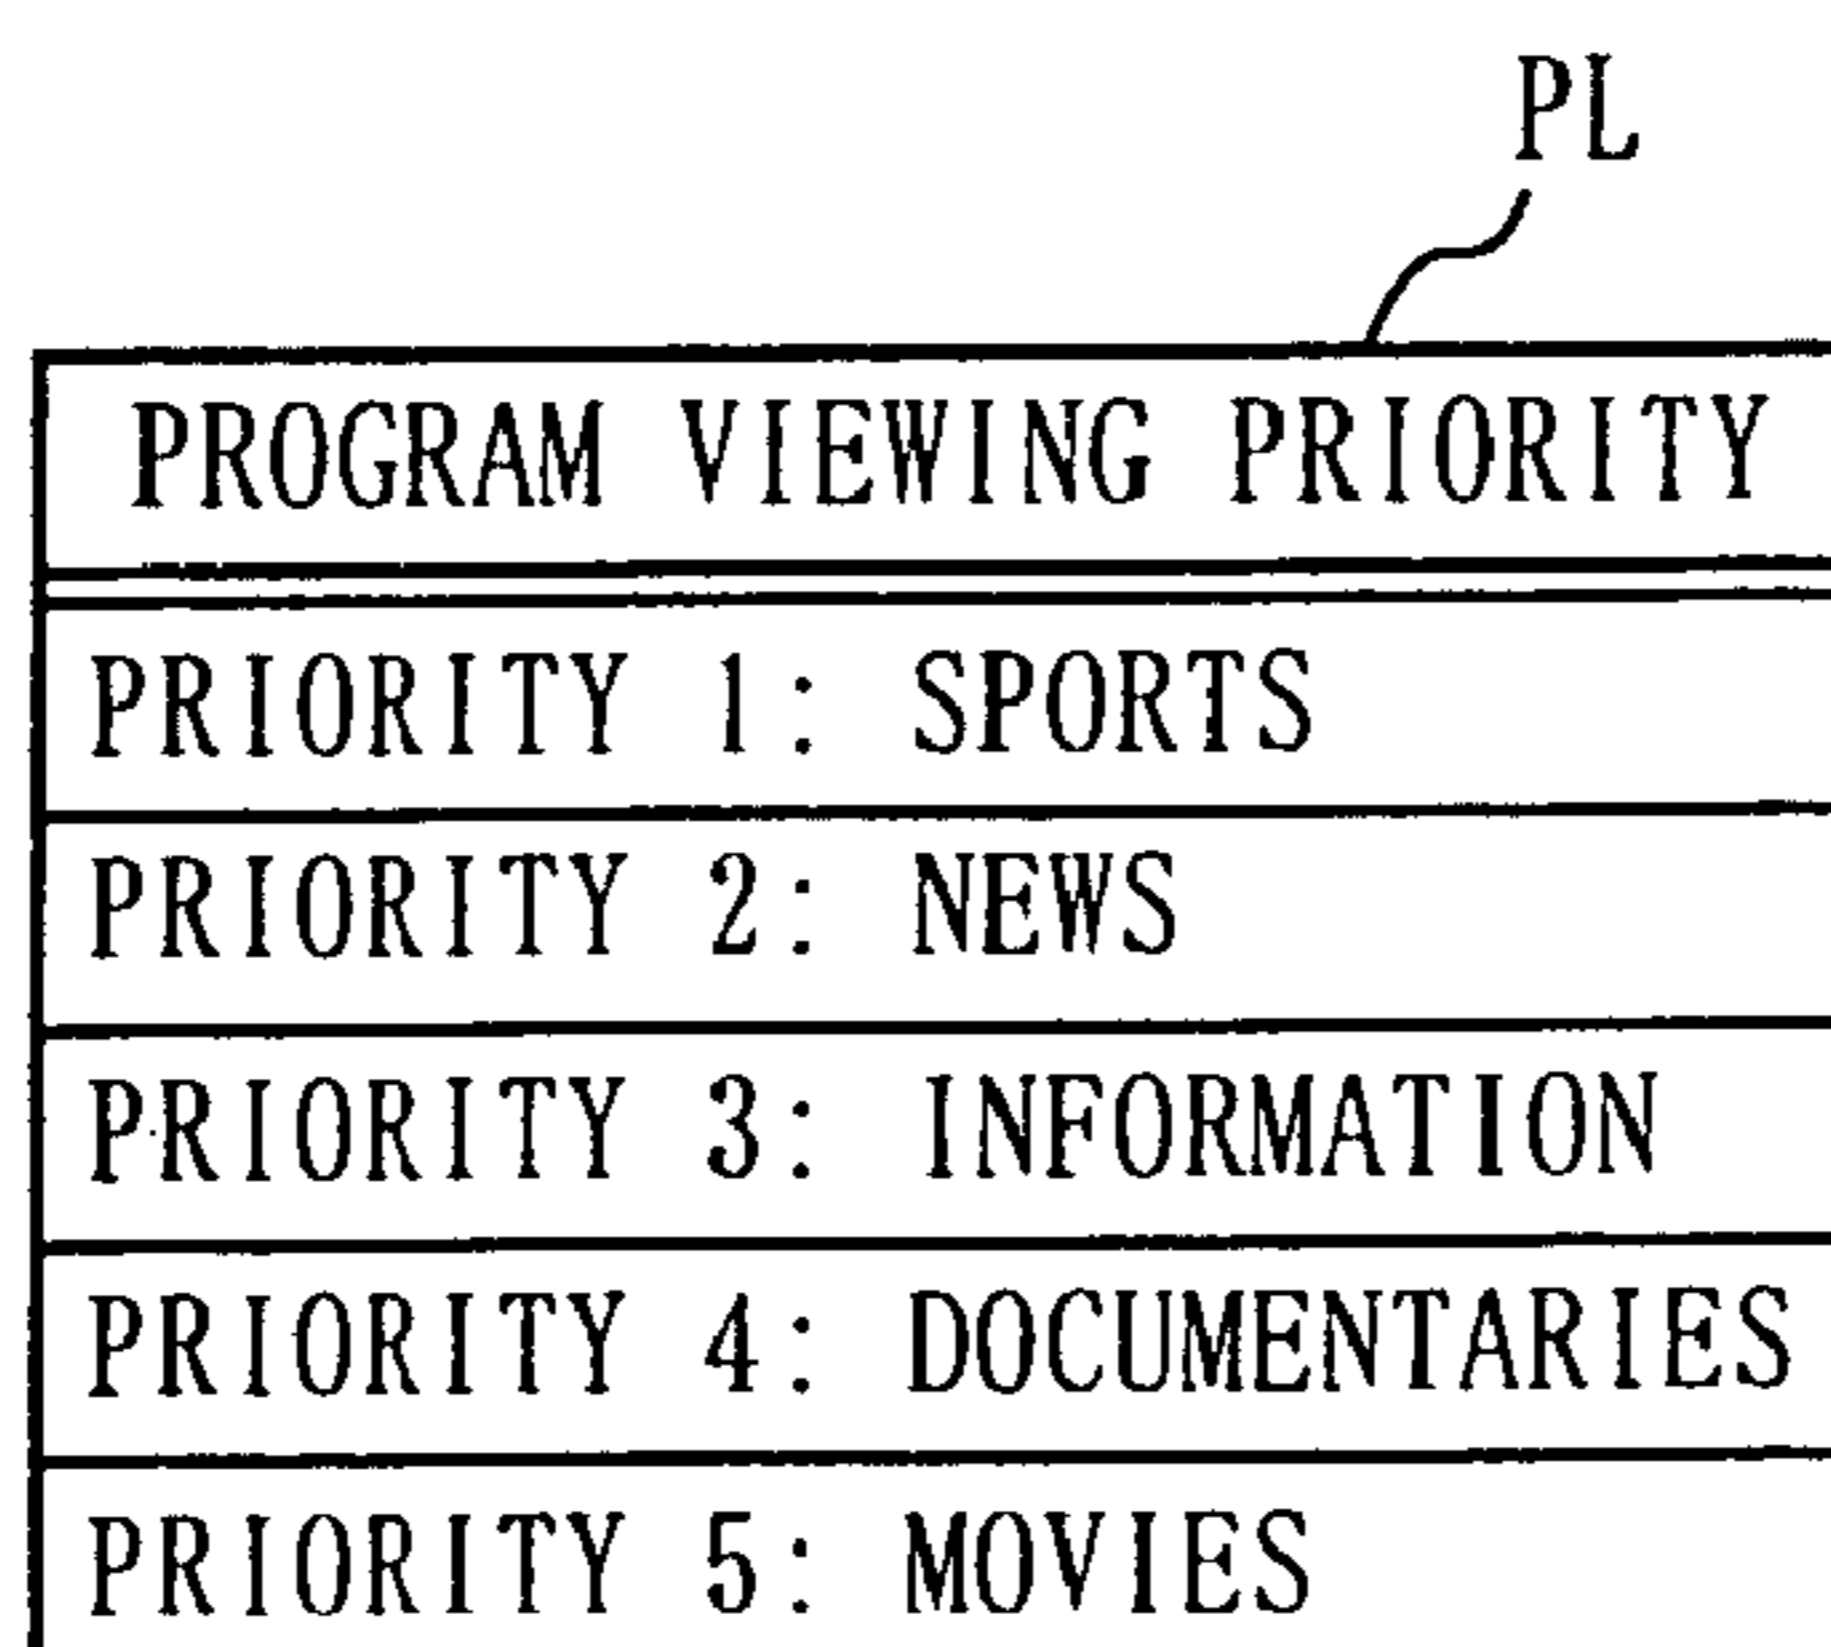 PL
PROGRAM VIEWING PRIORITY
PRIORITY 1: SPORTS
PRIORITY 2: NEWS
PRIORITY 3: INFORMATION
PRIORITY 4: DOCUMENTARIES
PRIORITY 5: MOVIES